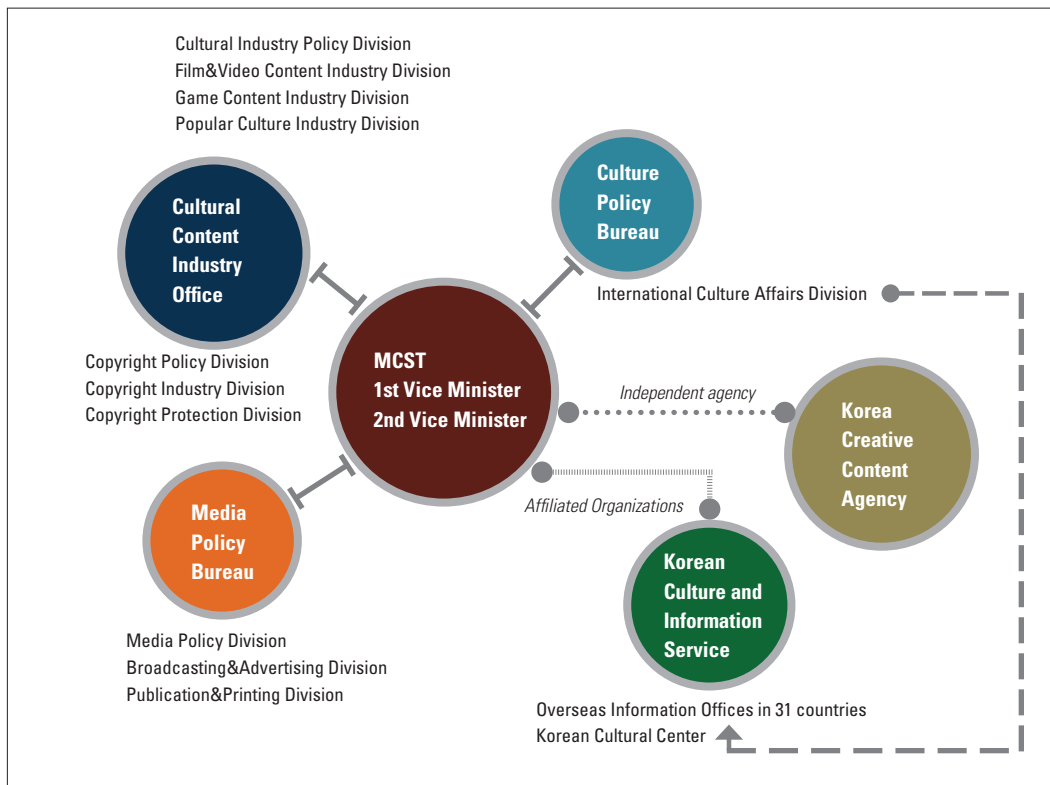 Cultural Industry Policy Division
Film&Video Content Industry Division
Game Content Industry Division
Popular Culture Industry Division
Cultural
Content
Industry
Office
Culture
Policy
Bureau
International Culture Affairs Division
Copyright Policy Division
Copyright Industry Division
Copyright Protection Division
MCST
1st Vice Minister
2nd Vice Minister
Independent agency
Korea
Creative
Content
Agency
Affiliated Organizations
Media
Policy
Bureau
Korean
Culture and
Information
Service
Media Policy Division
Broadcasting&Advertising Division
Publication&Printing Division
Overseas Information Offices in 31 countries
Korean Cultural Center